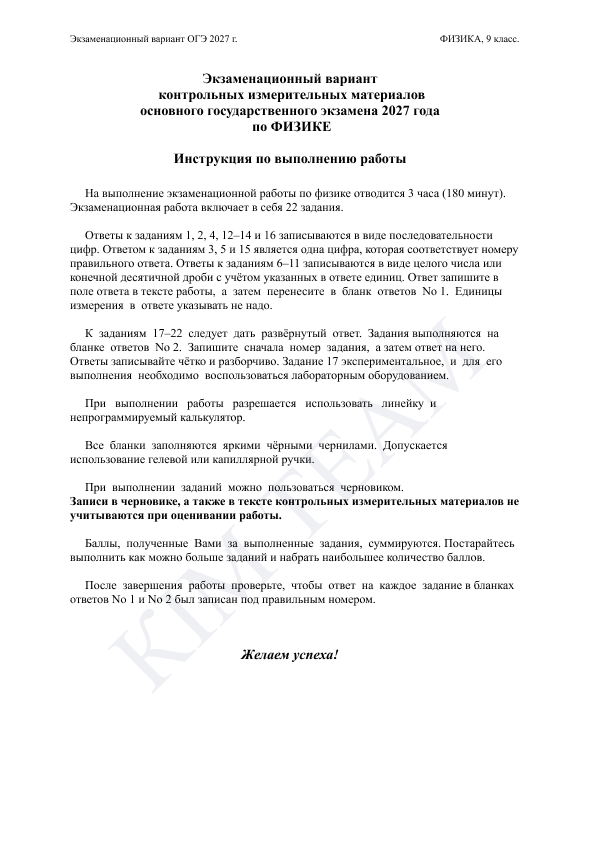 Экзаменационный вариант ОГЭ 2027 г. ФИЗИКА, 9 класс.
Экзаменационный вариант
контрольных измерительных материалов
основного государственного экзамена 2027 года
по ФИЗИКЕ
Инструкция по выполнению работы
На выполнение экзаменационной работы по физике отводится 3 часа (180 минут).
Экзаменационная работа включает в себя 22 задания.
Ответы к заданиям 1, 2, 4, 12–14 и 16 записываются в виде последовательности
цифр. Ответом к заданиям 3, 5 и 15 является одна цифра, которая соответствует номеру
правильного ответа. Ответы к заданиям 6–11 записываются в виде целого числа или
конечной десятичной дроби с учётом указанных в ответе единиц. Ответ запишите в
поле ответа в тексте работы, а затем перенесите в бланк ответов No 1. Единицы
измерения в ответе указывать не надо.
К заданиям 17–22 следует дать развёрнутый ответ. Задания выполняются на
бланке ответов No 2. Запишите сначала номер задания, а затем ответ на него.
Ответы записывайте чётко и разборчиво. Задание 17 экспериментальное, и для его
выполнения необходимо воспользоваться лабораторным оборудованием.
При выполнении работы разрешается использовать линейку и
непрограммируемый калькулятор.
Все бланки заполняются яркими чёрными чернилами. Допускается
использование гелевой или капиллярной ручки.
При выполнении заданий можно пользоваться черновиком.
Записи в черновике, а также в тексте контрольных измерительных материалов не
учитываются при оценивании работы.
Баллы, полученные Вами за выполненные задания, суммируются. Постарайтесь
выполнить как можно больше заданий и набрать наибольшее количество баллов.
После завершения работы проверьте, чтобы ответ на каждое задание в бланках
ответов No 1 и No 2 был записан под правильным номером.
Желаем успеха!
KIM TEAM